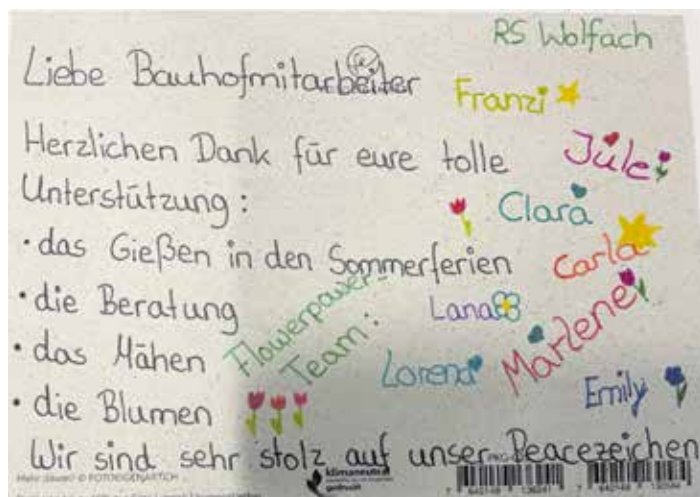 RS Wolfach
Liebe Bauhofmitarbeiter
Franzi
Herzlichen Dank für eure tolle
Jule
Unterstützung:
Clara
• das Gießen in den Sommerferien
Carla
• die Beratung
Flowerpower-
Team:
Lana
Marlene
• das Mähen
Lorena
Emily
• die Blumen
Wir sind sehr stolz auf unser Peacezeichen
klimaneutral
gedruckt